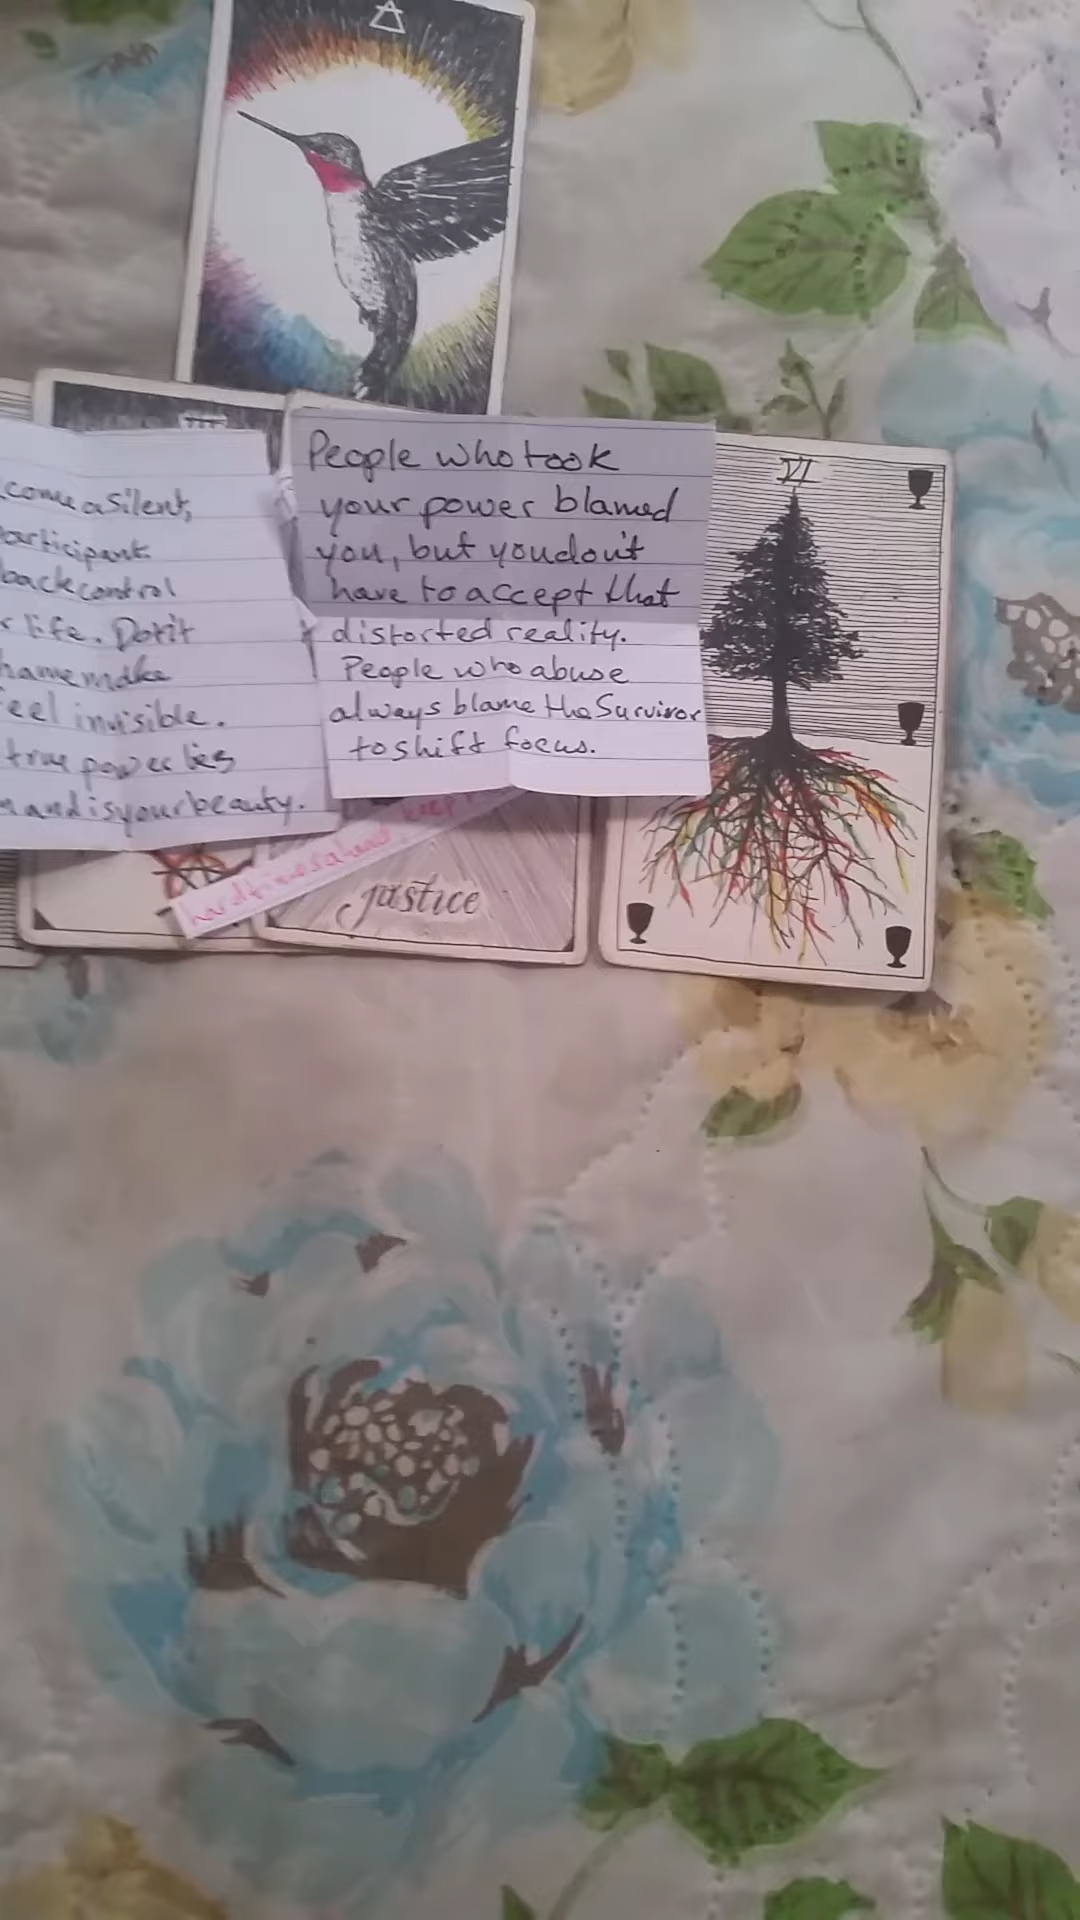 People who took
your power blamed
you, but you don't
have to accept that
distorted reality.
People who abuse
always blame the Survivor
to shift focus.
come a Silent,
participant
back control
life. Don't
feel invisible.
true power lies
and is your beauty.
VI
Justice